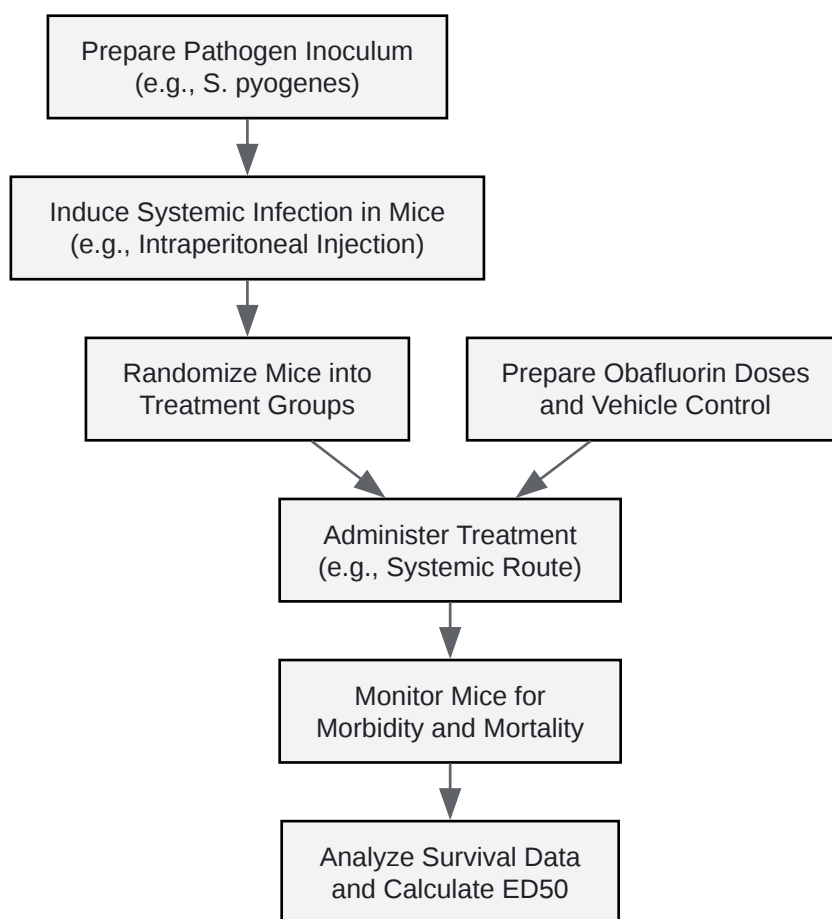 Prepare Pathogen Inoculum
(e.g., S. pyogenes)
Induce Systemic Infection in Mice
(e.g., Intraperitoneal Injection)
Randomize Mice into
Treatment Groups
Prepare Obafluorin Doses
and Vehicle Control
Administer Treatment
(e.g., Systemic Route)
Monitor Mice for
Morbidity and Mortality
Analyze Survival Data
and Calculate ED50